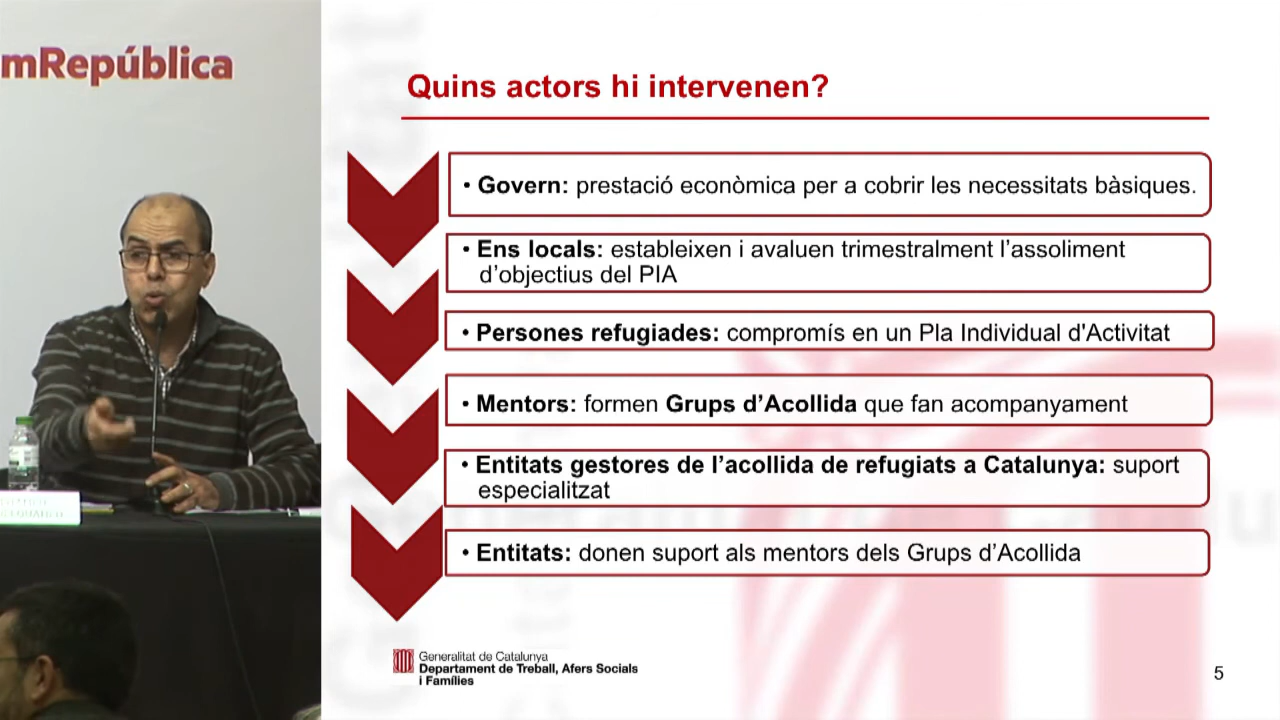 mRepública
Quins actors hi intervenen?
• Govern: prestació econòmica per a cobrir les necessitats bàsiques.
• Ens locals: estableixen i avaluen trimestralment l’assoliment
d’objectius del PIA
• Persones refugiades: compromís en un Pla Individual d'Activitat
• Mentors: formen Grups d’Acollida que fan acompanyament
• Entitats gestores de l’acollida de refugiats a Catalunya: suport
especialitzat
• Entitats: donen suport als mentors dels Grups d’Acollida
Generalitat de Catalunya
Departament de Treball, Afers Socials
i Famílies
5